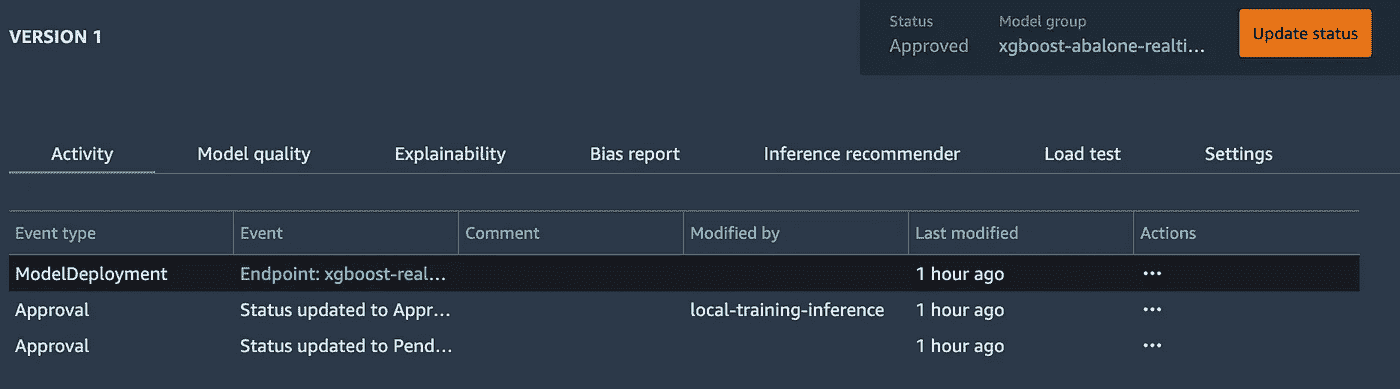 VERSION 1
Status
Approved
Model group
xgboost-abalone-realti...
Update status
Activity Model quality Explainability Bias report Inference recommender Load test Settings
Event type Event Comment Modified by Last modified Actions
ModelDeployment Endpoint: xgboost-real... 1 hour ago ...
Approval Status updated to Appr... local-training-inference 1 hour ago ...
Approval Status updated to Pend... 1 hour ago ...